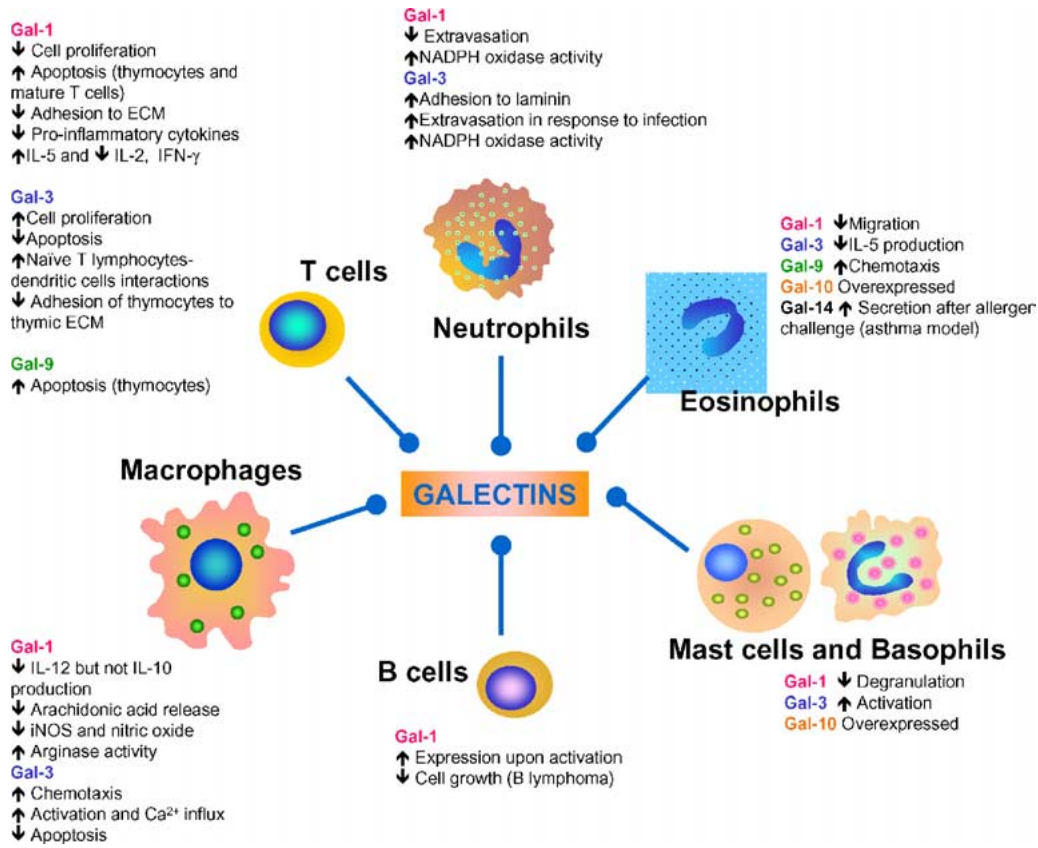 Gal-1
↓ Cell proliferation
↑ Apoptosis (thymocytes and
mature T cells)
↓ Adhesion to ECM
↓ Pro-inflammatory cytokines
↑IL-5 and ↓ IL-2, IFN-γ
Gal-3
↑Cell proliferation
↓Apoptosis
↑Naïve T lymphocytes-
dendritic cells interactions
↓ Adhesion of thymocytes to
thymic ECM
Gal-9
↑ Apoptosis (thymocytes)
T cells
Gal-1
↓ Extravasation
↑NADPH oxidase activity
Gal-3
↑Adhesion to laminin
↑Extravasation in response to infection
↑NADPH oxidase activity
Neutrophils
Gal-1 ↓Migration
Gal-3 ↓IL-5 production
Gal-9 ↑Chemotaxis
Gal-10 Overexpressed
Gal-14 ↑ Secretion after allergen
challenge (asthma model)
Eosinophils
GALECTINS
Macrophages
Gal-1
↓ IL-12 but not IL-10
production
↓ Arachidonic acid release
↓ iNOS and nitric oxide
↑ Arginase activity
Gal-3
↑ Chemotaxis
↑ Activation and Ca²⁺ influx
↓ Apoptosis
B cells
Gal-1
↑ Expression upon activation
↓ Cell growth (B lymphoma)
Mast cells and Basophils
Gal-1 ↓ Degranulation
Gal-3 ↑ Activation
Gal-10 Overexpressed